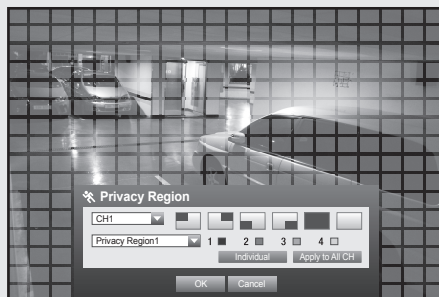 Privacy Region
CH1
Privacy Region1 1 2 3 4
Individual Apply to All CH
OK Cancel